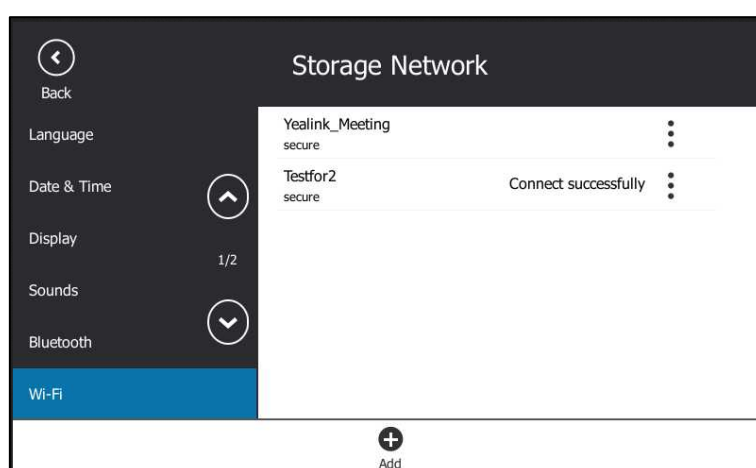 Storage Network
Back
Language
Date & Time
Display
1/2
Sounds
Bluetooth
Wi-Fi
Yealink_Meeting
secure
Testfor2
Connect successfully
secure
Add